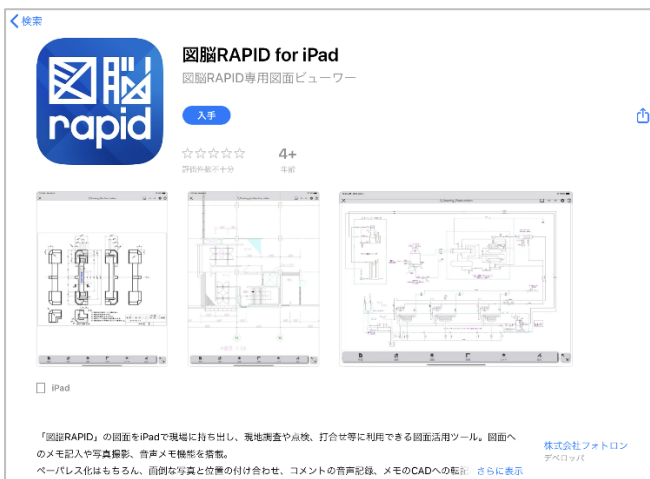 検索
図脳
rapid
図脳RAPID for iPad
図脳RAPID専用図面ビューワー
入手
4+
評価件数不十分
年齢
iPad
「図脳RAPID」の図面をiPadで現場に持ち出し、現地調査や点検、打合せ等に利用できる図面活用ツール。図面へ
のメモ記入や写真撮影、音声メモ機能を搭載。
ペーパレス化はもちろん、面倒な写真と位置の付け合わせ、コメントの音声記録、メモのCADへの転記
さらに表示
株式会社フォトロン
デベロッパ